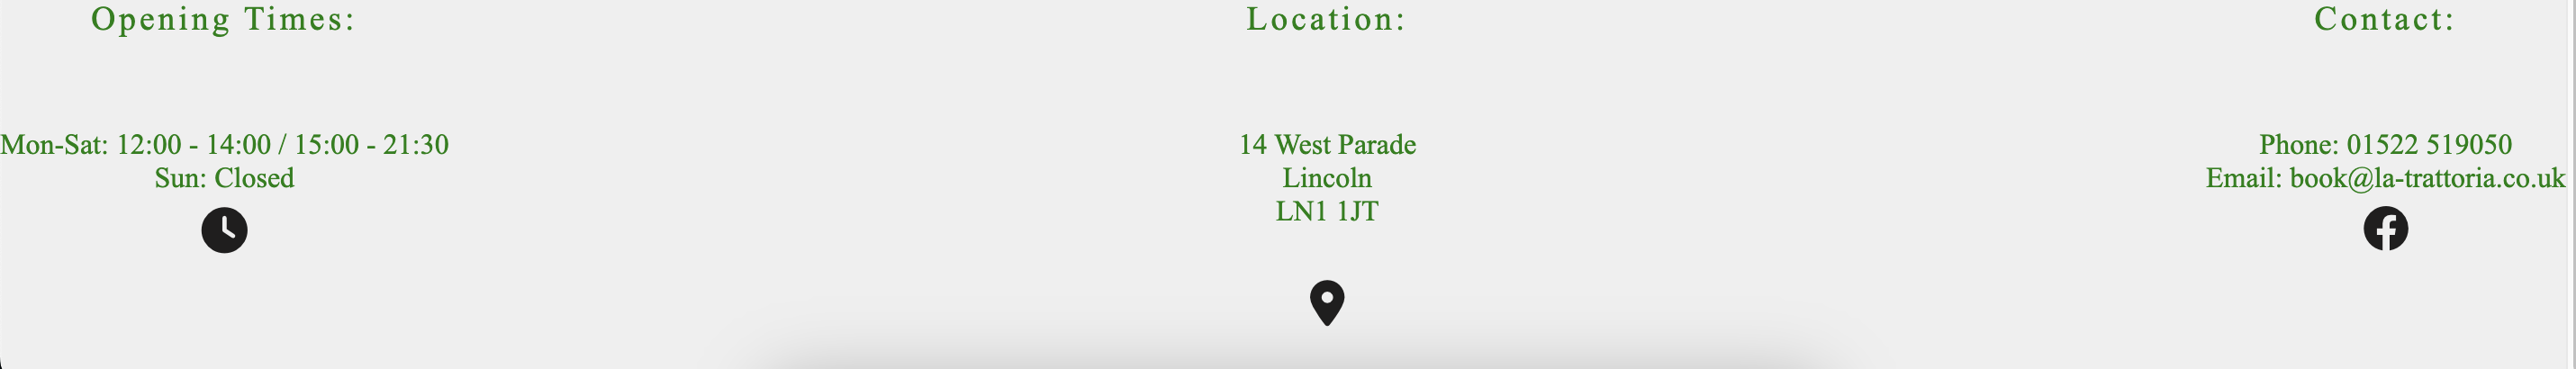 Opening Times:
Mon-Sat: 12:00 - 14:00 / 15:00 - 21:30
Sun: Closed
Location:
14 West Parade
Lincoln
LN1 1JT
Contact:
Phone: 01522 519050
Email: book@la-trattoria.co.uk